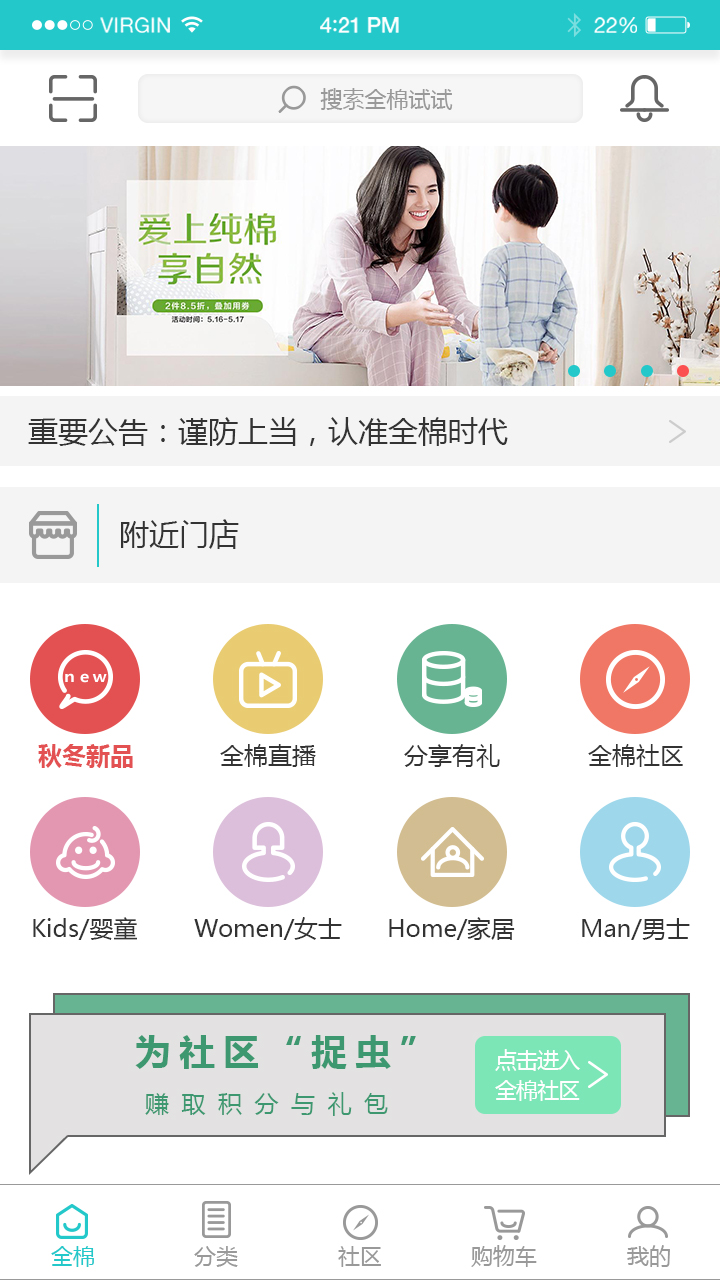 VIRGIN 4:21 PM 22%
搜索全棉试试
爱上纯棉
享自然
2件8.5折，叠加用券
活动时间：5.16-5.17
重要公告：谨防上当，认准全棉时代
附近门店
new
秋冬新品 全棉直播 分享有礼 全棉社区
Kids/婴童 Women/女士 Home/家居 Man/男士
为社区“捉虫”
赚取积分与礼包
点击进入
全棉社区
全棉 分类 社区 购物车 我的